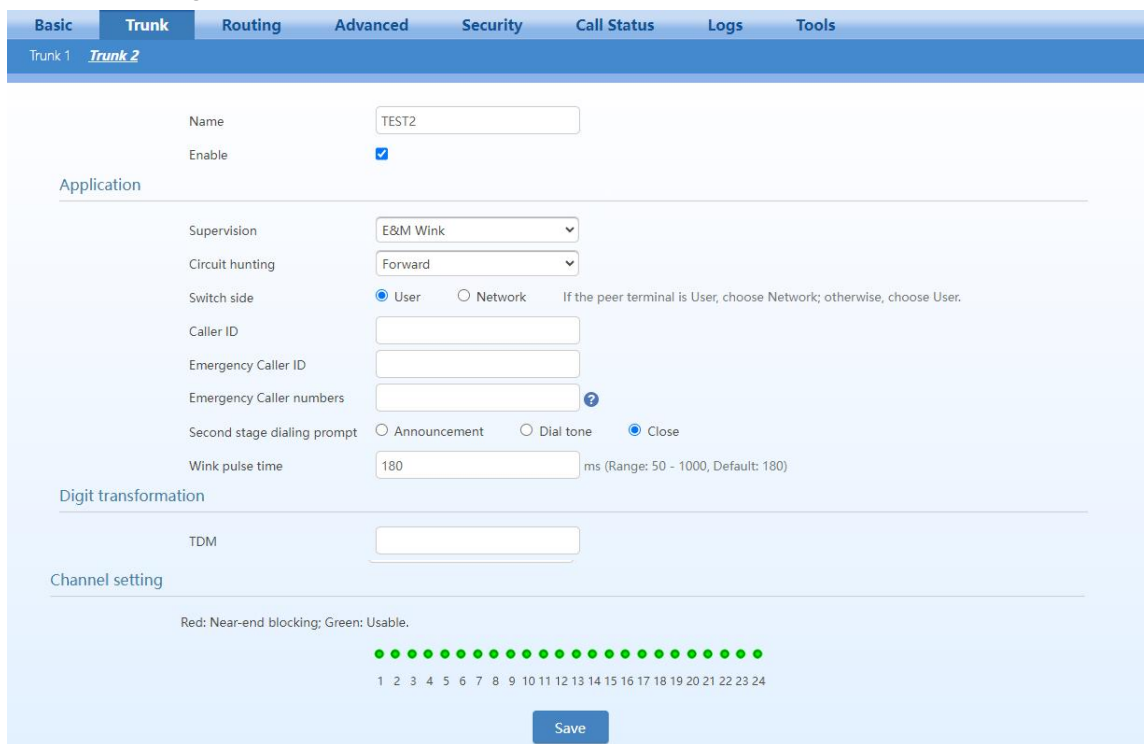 Basic Trunk Routing Advanced Security Call Status Logs Tools
Trunk 1 Trunk 2
Name TEST2
Enable
Application
Supervision E&M Wink
Circuit hunting Forward
Switch side User Network If the peer terminal is User, choose Network; otherwise, choose User.
Caller ID
Emergency Caller ID
Emergency Caller numbers ?
Second stage dialing prompt Announcement Dial tone Close
Wink pulse time 180 ms (Range: 50 - 1000, Default: 180)
Digit transformation
TDM
Channel setting
Red: Near-end blocking; Green: Usable.
1 2 3 4 5 6 7 8 9 10 11 12 13 14 15 16 17 18 19 20 21 22 23 24
Save